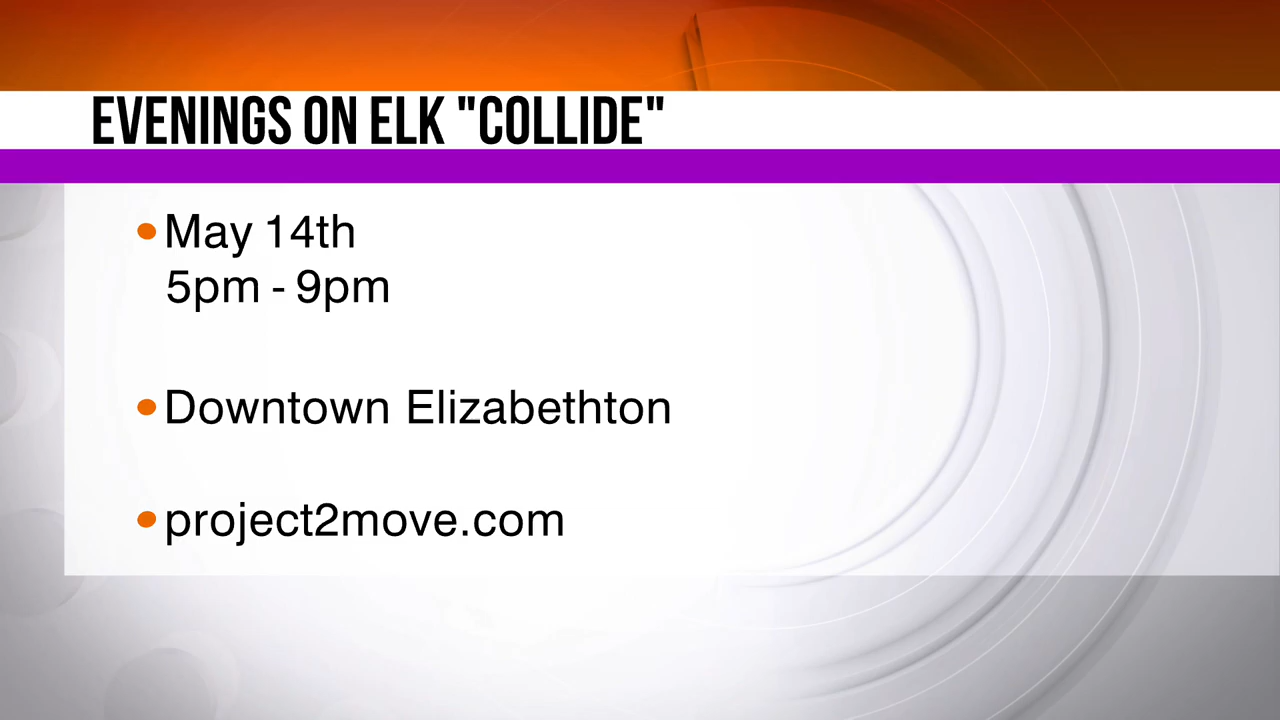 EVENINGS ON ELK "COLLIDE"
•May 14th
5pm - 9pm
•Downtown Elizabethton
•project2move.com